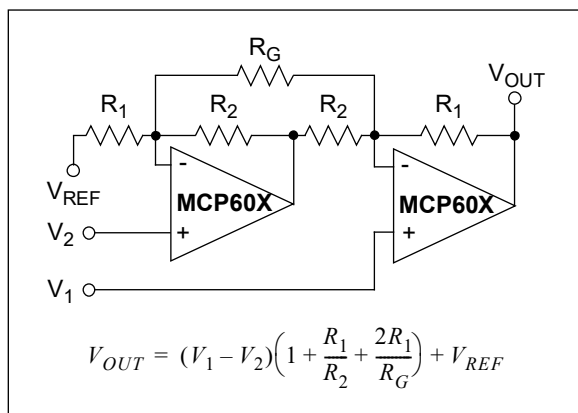 R_G
V_OUT
R_1 R_2 R_2 R_1
V_REF
- MCP60X +
- MCP60X +
V_2
V_1
V_OUT = (V_1 – V_2)(1 + R_1/R_2 + 2R_1/R_G) + V_REF